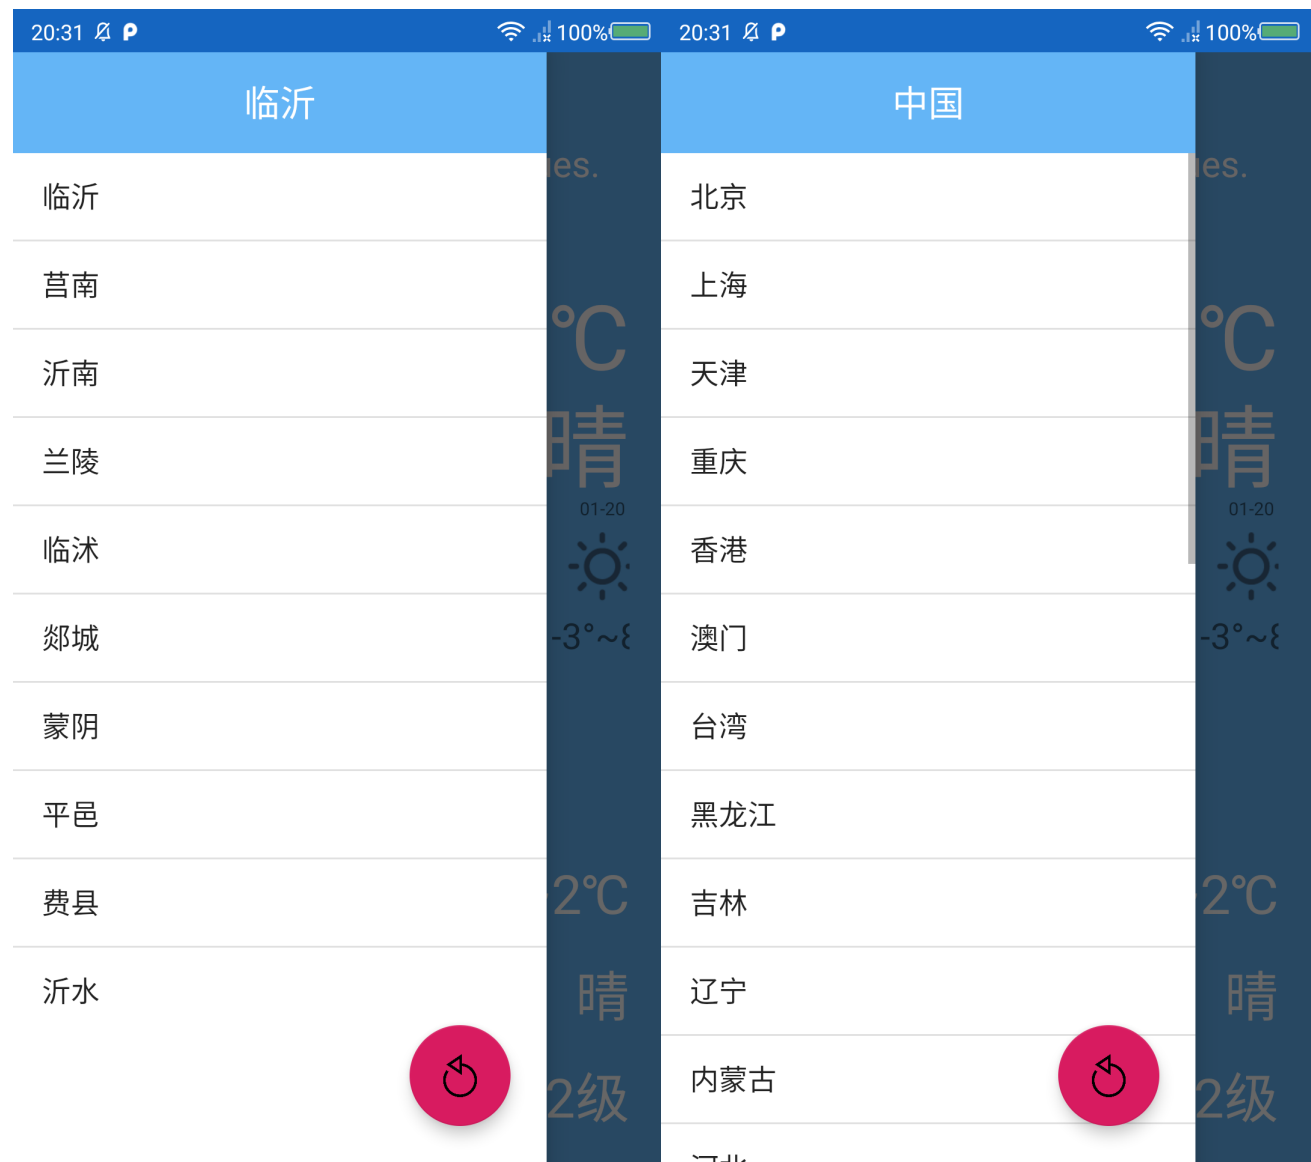 20:31 100%
临沂
临沂
莒南
沂南
兰陵
临沭
郯城
蒙阴
平邑
费县
沂水
es.
℃
晴
01-20
-3°~
2℃
晴
2级
20:31 100%
中国
北京
上海
天津
重庆
香港
澳门
台湾
黑龙江
吉林
辽宁
内蒙古
河北
es.
℃
晴
01-20
-3°~
2℃
晴
2级